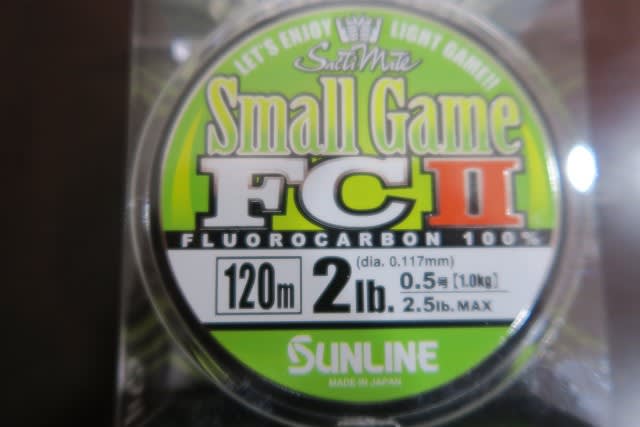 LET'S ENJOY LIGHT GAME!!
SaltiMate
Small Game
FC II
FLUOROCARBON 100%
120m 2lb. (dia. 0.117mm)
0.5号 [1.0kg]
2.5lb. MAX
SUNLINE
MADE IN JAPAN